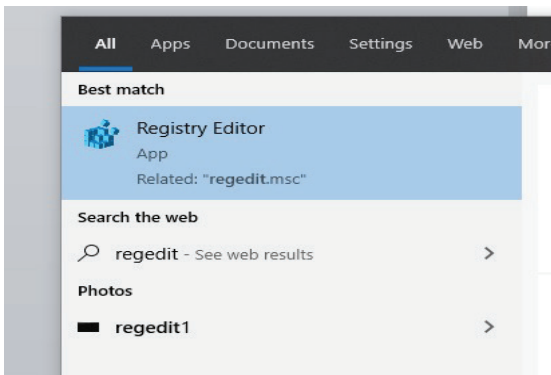 All Apps Documents Settings Web Mor
Best match
Registry Editor
App
Related: "regedit.msc"
Search the web
regedit - See web results
Photos
regedit1